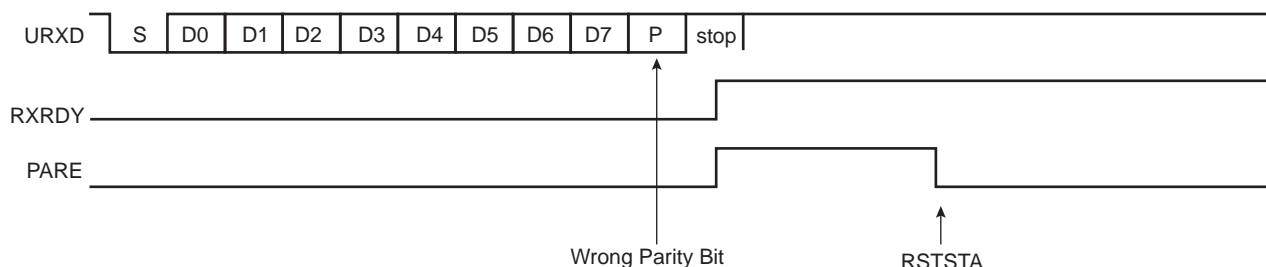 URXD S D0 D1 D2 D3 D4 D5 D6 D7 P stop
RXRDY
PARE
Wrong Parity Bit RSTSTA